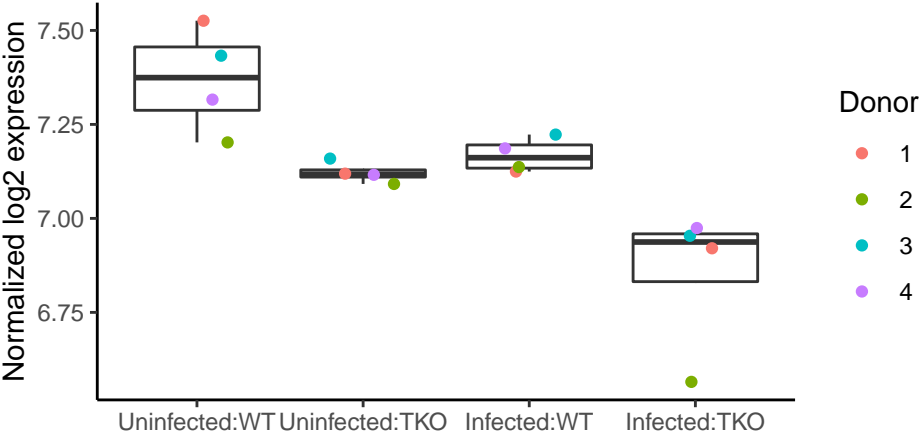 Normalized log2 expression
7.50
7.25
7.00
6.75
Uninfected:WT Uninfected:TKO Infected:WT Infected:TKO
Donor
1
2
3
4